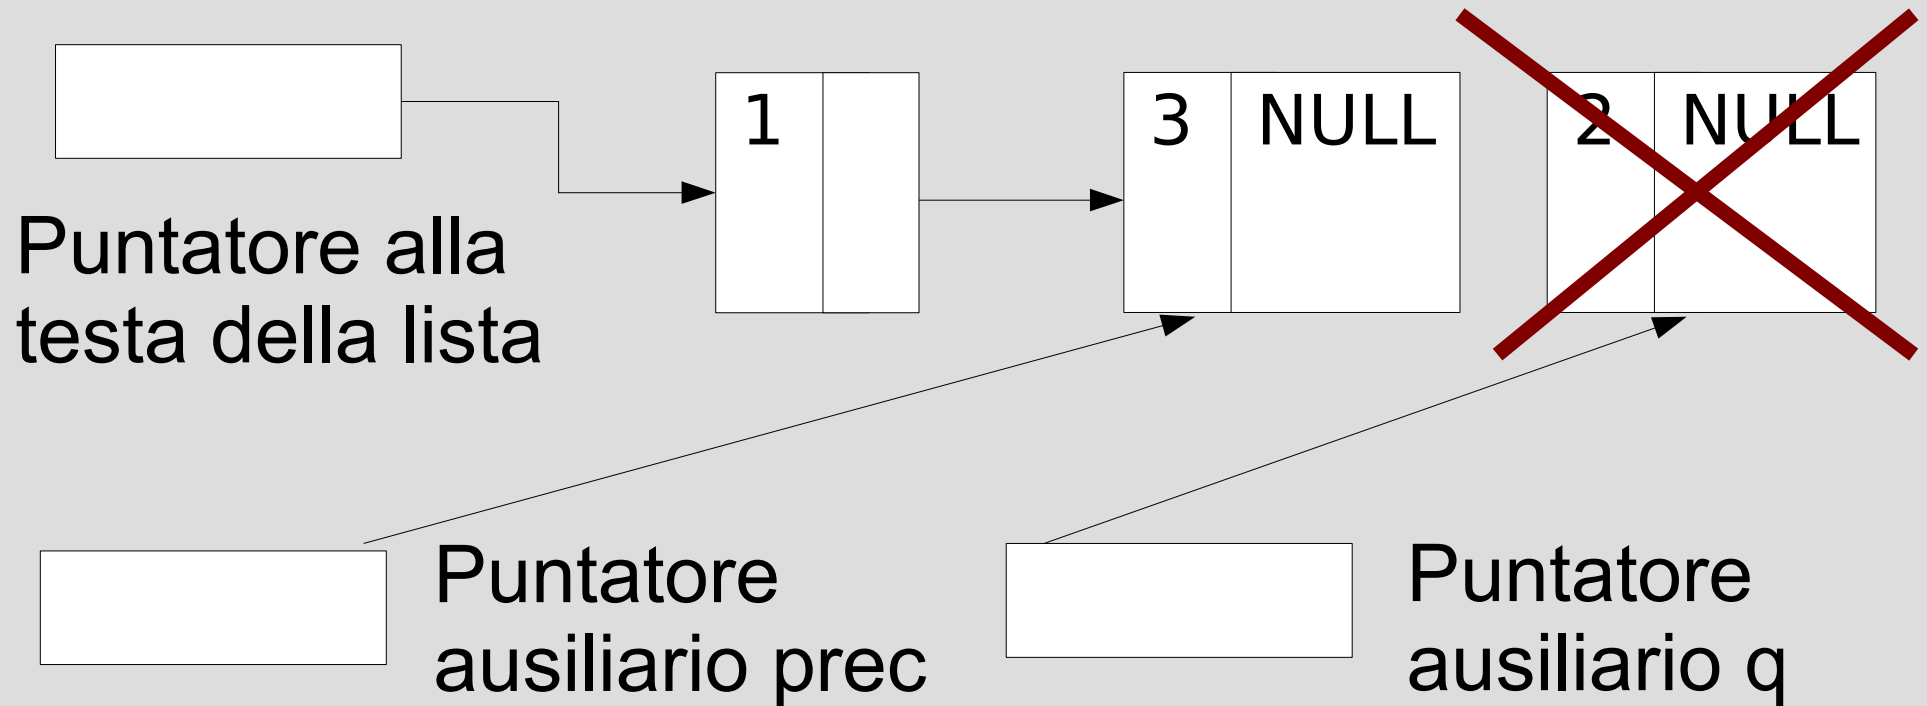 1
3 NULL
2 NULL
Puntatore alla
testa della lista
Puntatore
ausiliario prec
Puntatore
ausiliario q